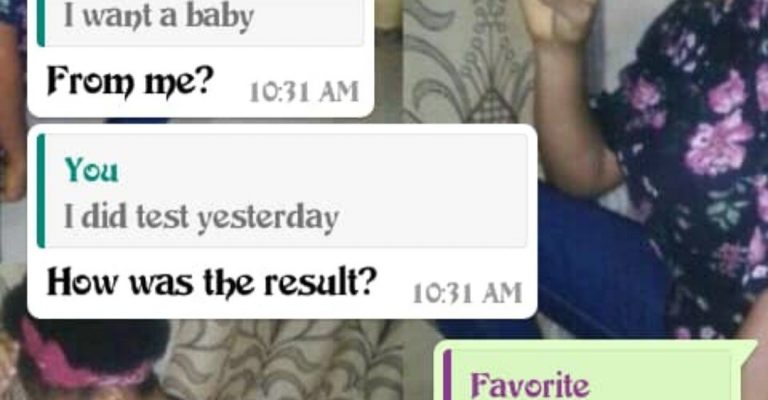 I want a baby
From me? 10:31 AM
You
I did test yesterday
How was the result? 10:31 AM
Favorite